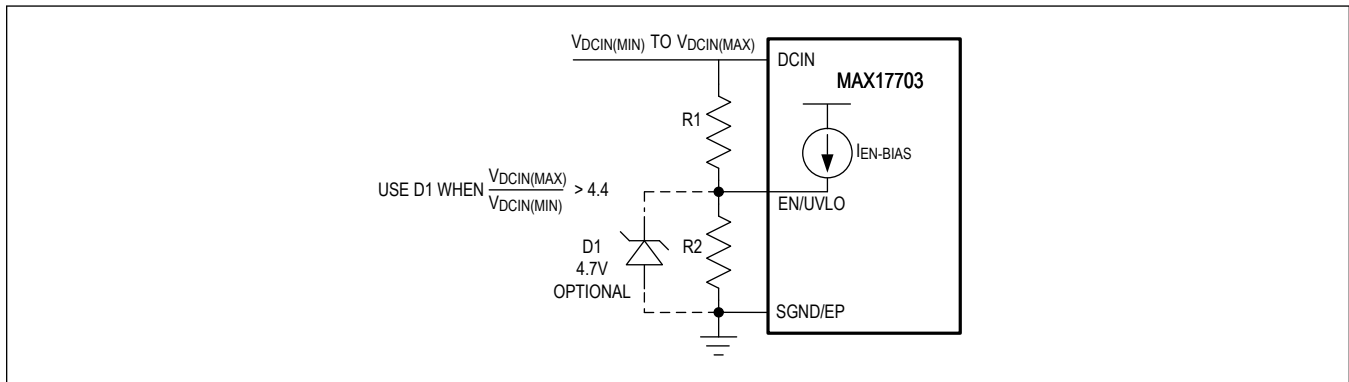 VDCIN(MIN) TO VDCIN(MAX)
DCIN
MAX17703
R1
IEN-BIAS
USE D1 WHEN VDCIN(MAX)/VDCIN(MIN) > 4.4
EN/UVLO
D1
4.7V
OPTIONAL
R2
SGND/EP